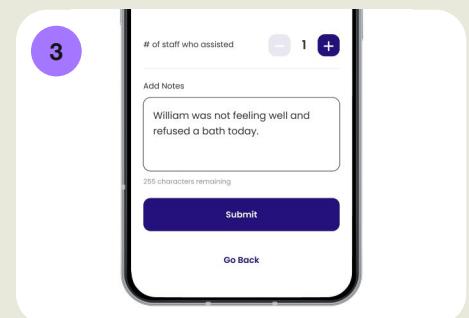 3
# of staff who assisted
− 1 +
Add Notes
William was not feeling well and
refused a bath today.
255 characters remaining
Submit
Go Back